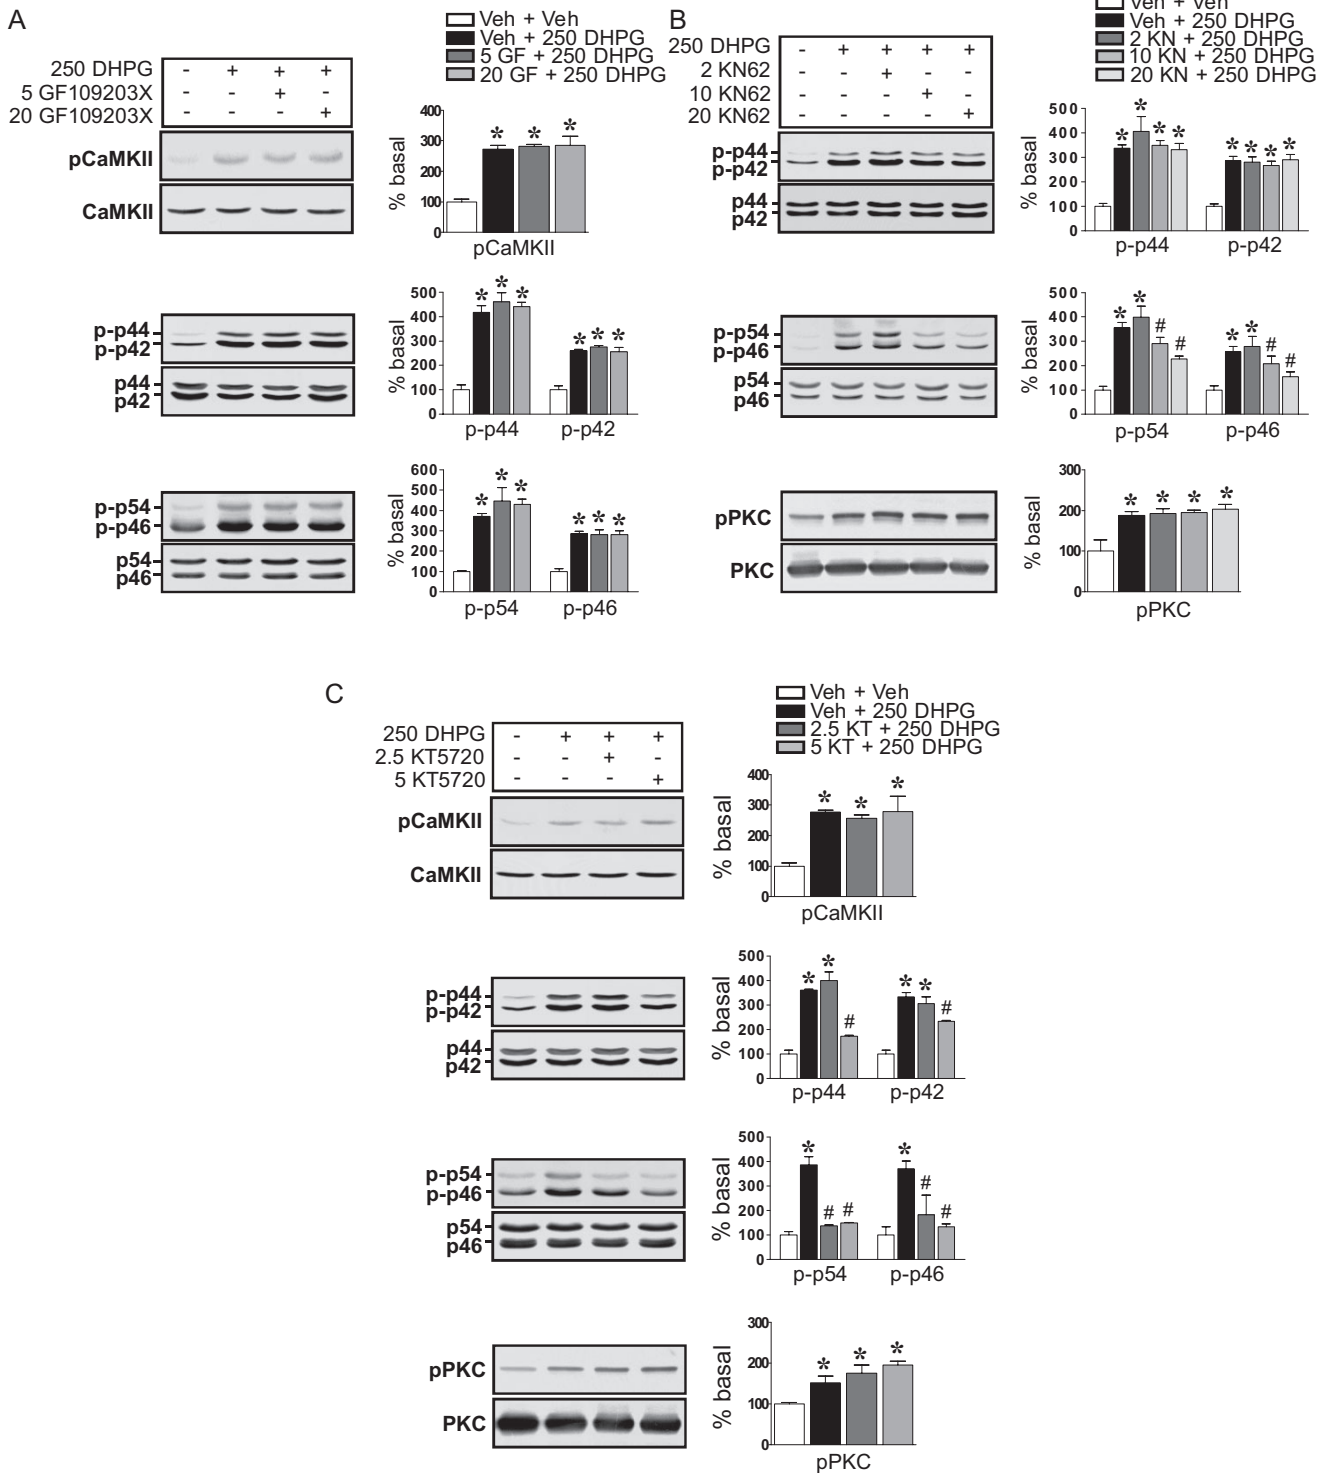 A
Veh + Veh
Veh + 250 DHPG
5 GF + 250 DHPG
20 GF + 250 DHPG
250 DHPG - + + +
5 GF109203X - - + -
20 GF109203X - - - +
pCaMKII
CaMKII
% basal
400
300
200
100
0
pCaMKII
* * *
p-p44
p-p42
p44
p42
% basal
500
400
300
200
100
0
* * * * * *
p-p44 p-p42
p-p54
p-p46
p54
p46
% basal
600
500
400
300
200
100
0
* * * * * *
p-p54 p-p46
B
Veh + Veh
Veh + 250 DHPG
2 KN + 250 DHPG
10 KN + 250 DHPG
20 KN + 250 DHPG
250 DHPG - + + + +
2 KN62 - - + - -
10 KN62 - - - + -
20 KN62 - - - - +
p-p44
p-p42
p44
p42
% basal
500
400
300
200
100
0
* * * * * * * *
p-p44 p-p42
p-p54
p-p46
p54
p46
% basal
500
400
300
200
100
0
* * # # * * # #
p-p54 p-p46
pPKC
PKC
% basal
300
200
100
0
* * * *
pPKC
C
Veh + Veh
Veh + 250 DHPG
2.5 KT + 250 DHPG
5 KT + 250 DHPG
250 DHPG - + + +
2.5 KT5720 - - + -
5 KT5720 - - - +
pCaMKII
CaMKII
% basal
400
300
200
100
0
* * *
pCaMKII
p-p44
p-p42
p44
p42
% basal
500
400
300
200
100
0
* * # * * #
p-p44 p-p42
p-p54
p-p46
p54
p46
% basal
500
400
300
200
100
0
* # # * # #
p-p54 p-p46
pPKC
PKC
% basal
300
200
100
0
* * *
pPKC